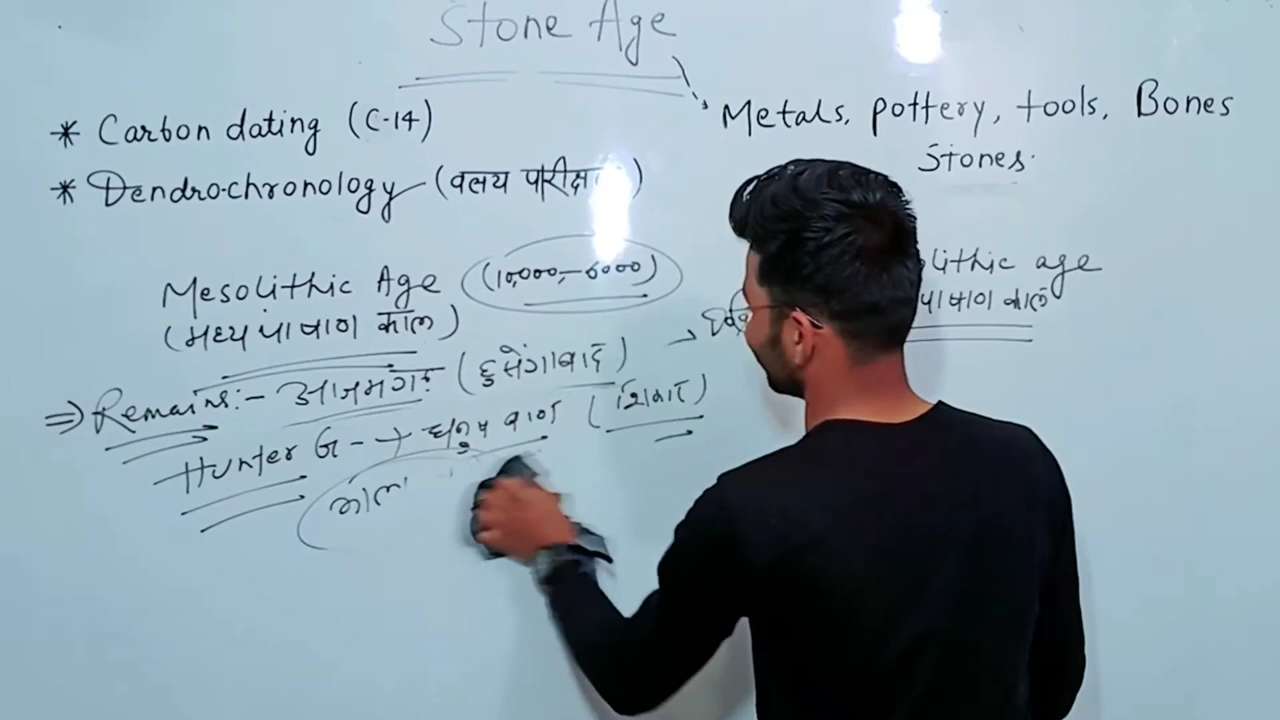 Stone Age
* Carbon dating (C-14)
Metals, pottery, tools, Bones
Stones.
* Dendrochronology (वलय परीक्ष )
Mesolithic Age (10,000-6000)
(मध्य पाषाण काल)
lithic age
पाषाण काल
⇒ Remains:- आजमगढ़ (हुसेंगाबाद)
Hunter G- → धनुष बाण (शिकार)